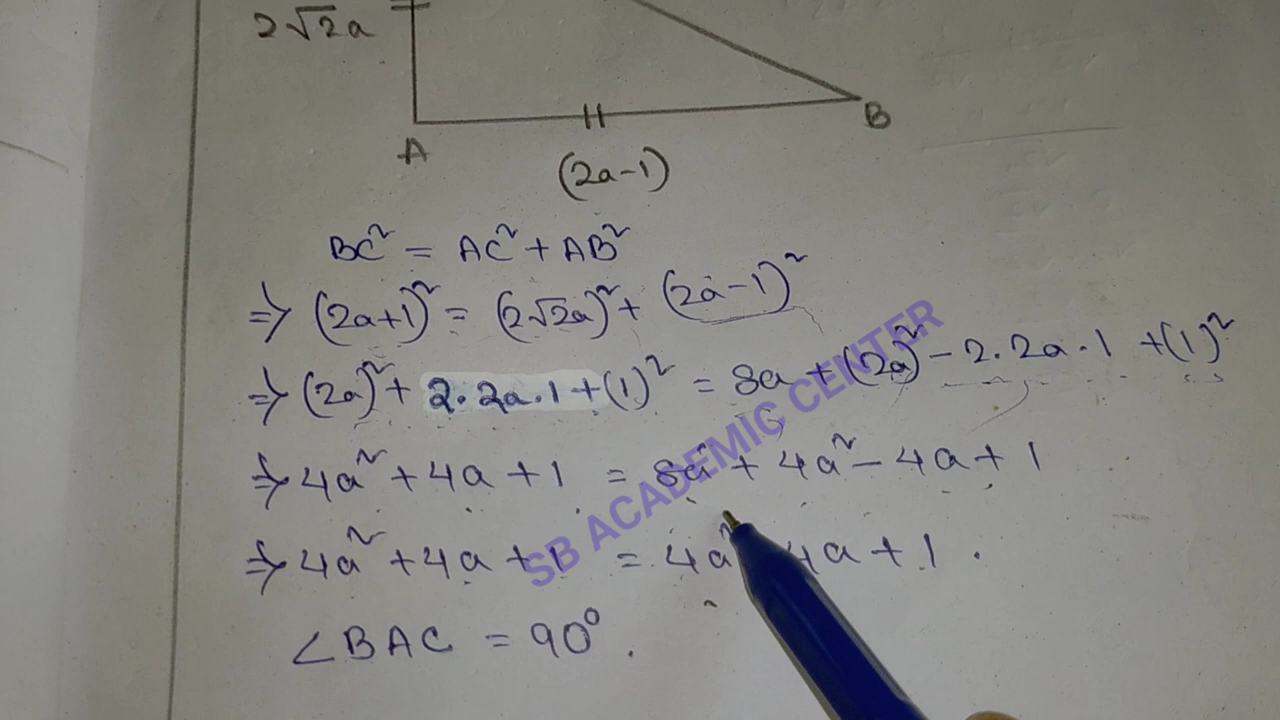 2√2a
B
A
(2a-1)
BC² = AC² + AB²
⇒ (2a+1)² = (2√2a)² + (2a-1)²
⇒ (2a)² + 2·2a·1 + (1)² = 8a + (2a)² - 2·2a·1 + (1)²
⇒ 4a² + 4a + 1 = 8a + 4a² - 4a + 1
⇒ 4a² + 4a + 1 = 4a² 4a + 1 .
∠BAC = 90° .
SB ACADEMIC CENTER